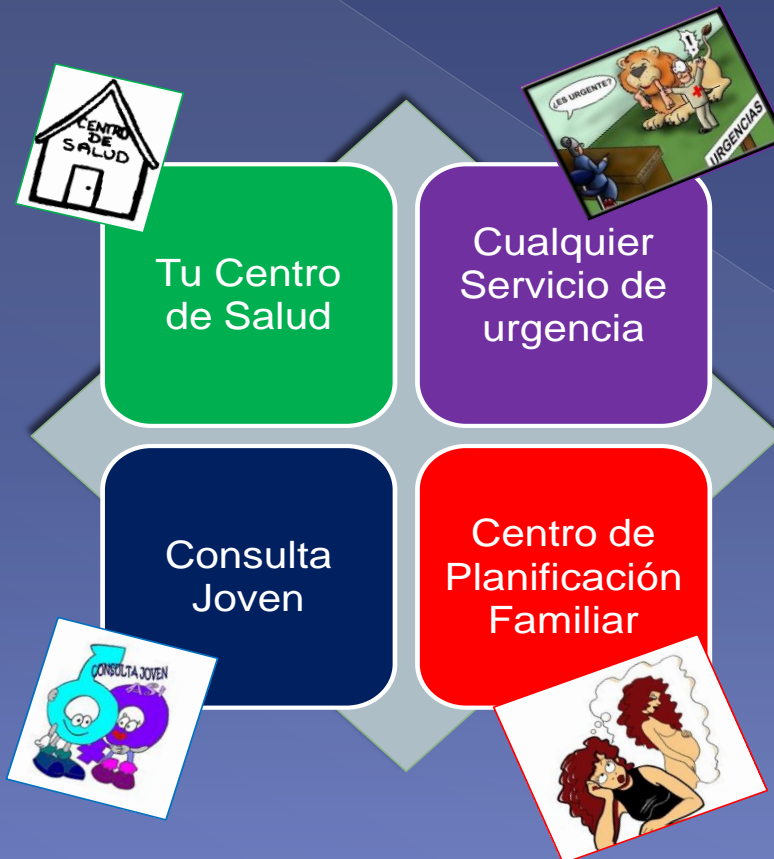 CENTRO
DE
SALUD
¿ES URGENTE?
!
URGENCIAS
Tu Centro
de Salud
Cualquier
Servicio de
urgencia
Consulta
Joven
Centro de
Planificación
Familiar
CONSULTA JOVEN
ASI